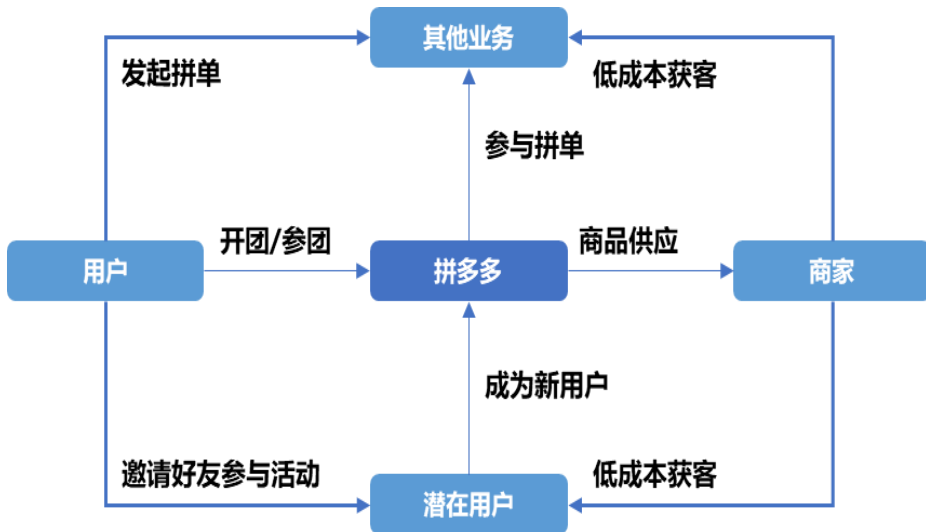 其他业务
发起拼单
低成本获客
参与拼单
开团/参团
商品供应
用户
拼多多
商家
成为新用户
邀请好友参与活动
低成本获客
潜在用户